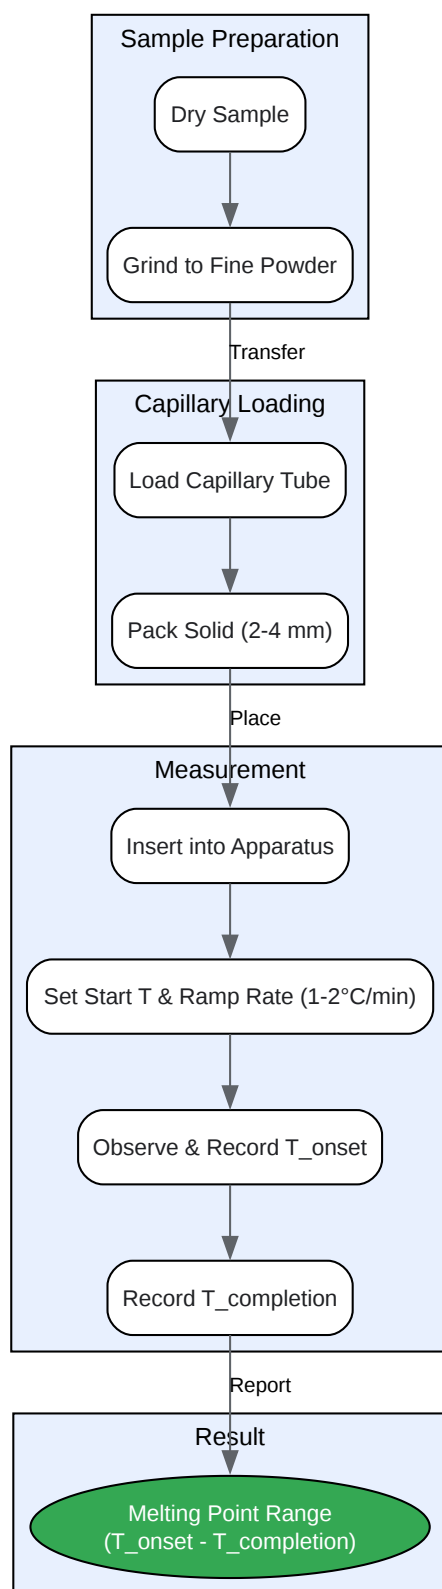 Sample Preparation
Dry Sample
Grind to Fine Powder
Transfer
Capillary Loading
Load Capillary Tube
Pack Solid (2-4 mm)
Place
Measurement
Insert into Apparatus
Set Start T & Ramp Rate (1-2°C/min)
Observe & Record T_onset
Record T_completion
Report
Result
Melting Point Range
(T_onset - T_completion)